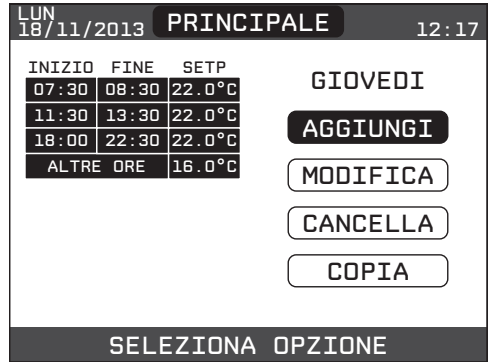 LUN
18/11/2013 PRINCIPALE 12:17
INIZIO FINE SETP
07:30 08:30 22.0°C
11:30 13:30 22.0°C
18:00 22:30 22.0°C
ALTRE ORE 16.0°C
GIOVEDI
AGGIUNGI
MODIFICA
CANCELLA
COPIA
SELEZIONA OPZIONE